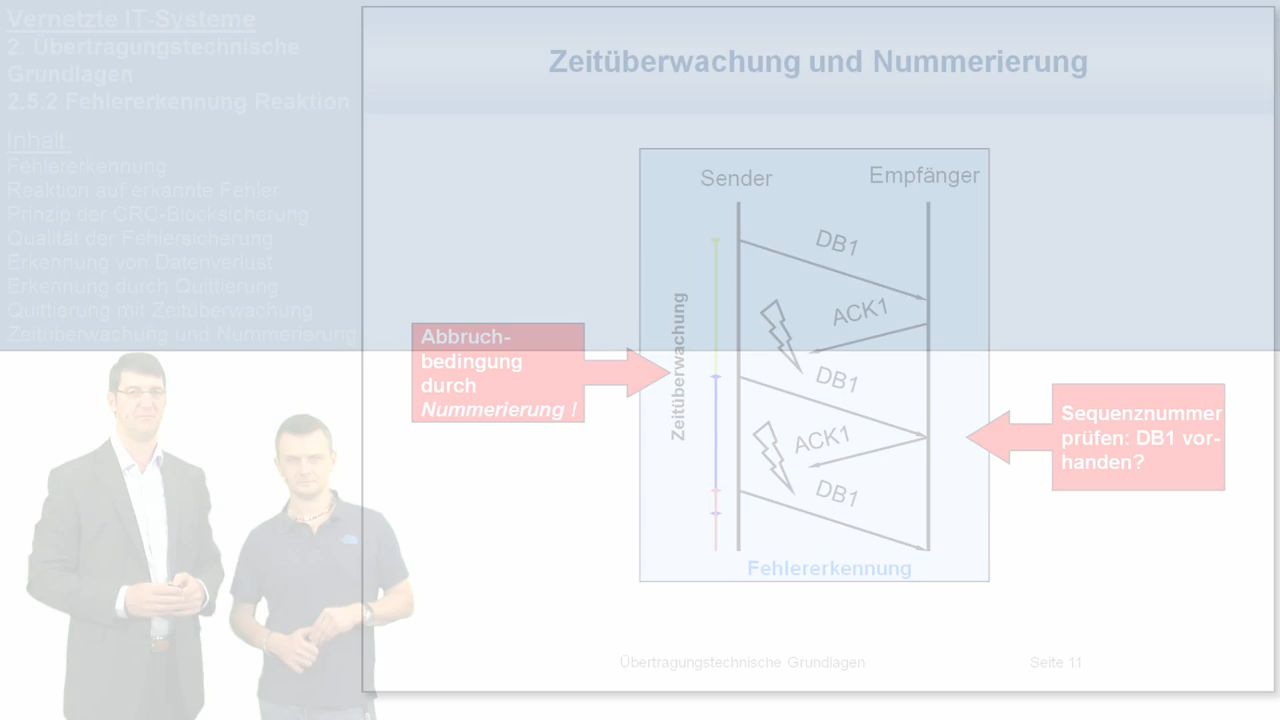 Vernetzte IT-Systeme
2. Übertragungstechnische
Grundlagen
2.5.2 Fehlererkennung Reaktion
Inhalt
Fehlererkennung
Reaktion auf erkannte Fehler
Prinzip der CRC-Blocksicherung
Qualität der Fehlersicherung
Erkennung von Datenverlust
Erkennung durch Quittierung
Quittierung mit Zeitüberwachung
Zeitüberwachung und Nummerierung
Zeitüberwachung und Nummerierung
Sender
Empfänger
DB1
ACK1
DB1
ACK1
DB1
Zeitüberwachung
Abbruch-
bedingung
durch
Nummerierung !
Sequenznummer
prüfen: DB1 vor-
handen?
Fehlererkennung
Übertragungstechnische Grundlagen
Seite 11